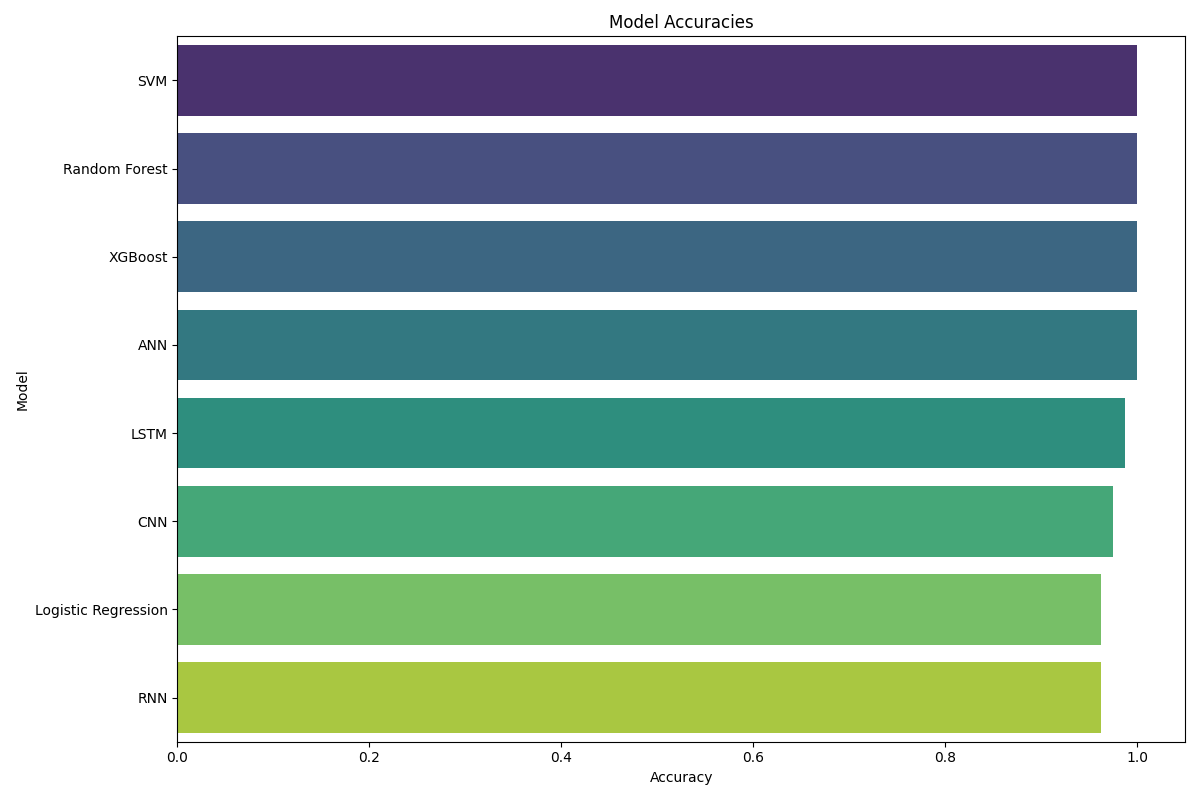 Model Accuracies
Model
SVM
Random Forest
XGBoost
ANN
LSTM
CNN
Logistic Regression
RNN
0.0 0.2 0.4 0.6 0.8 1.0
Accuracy